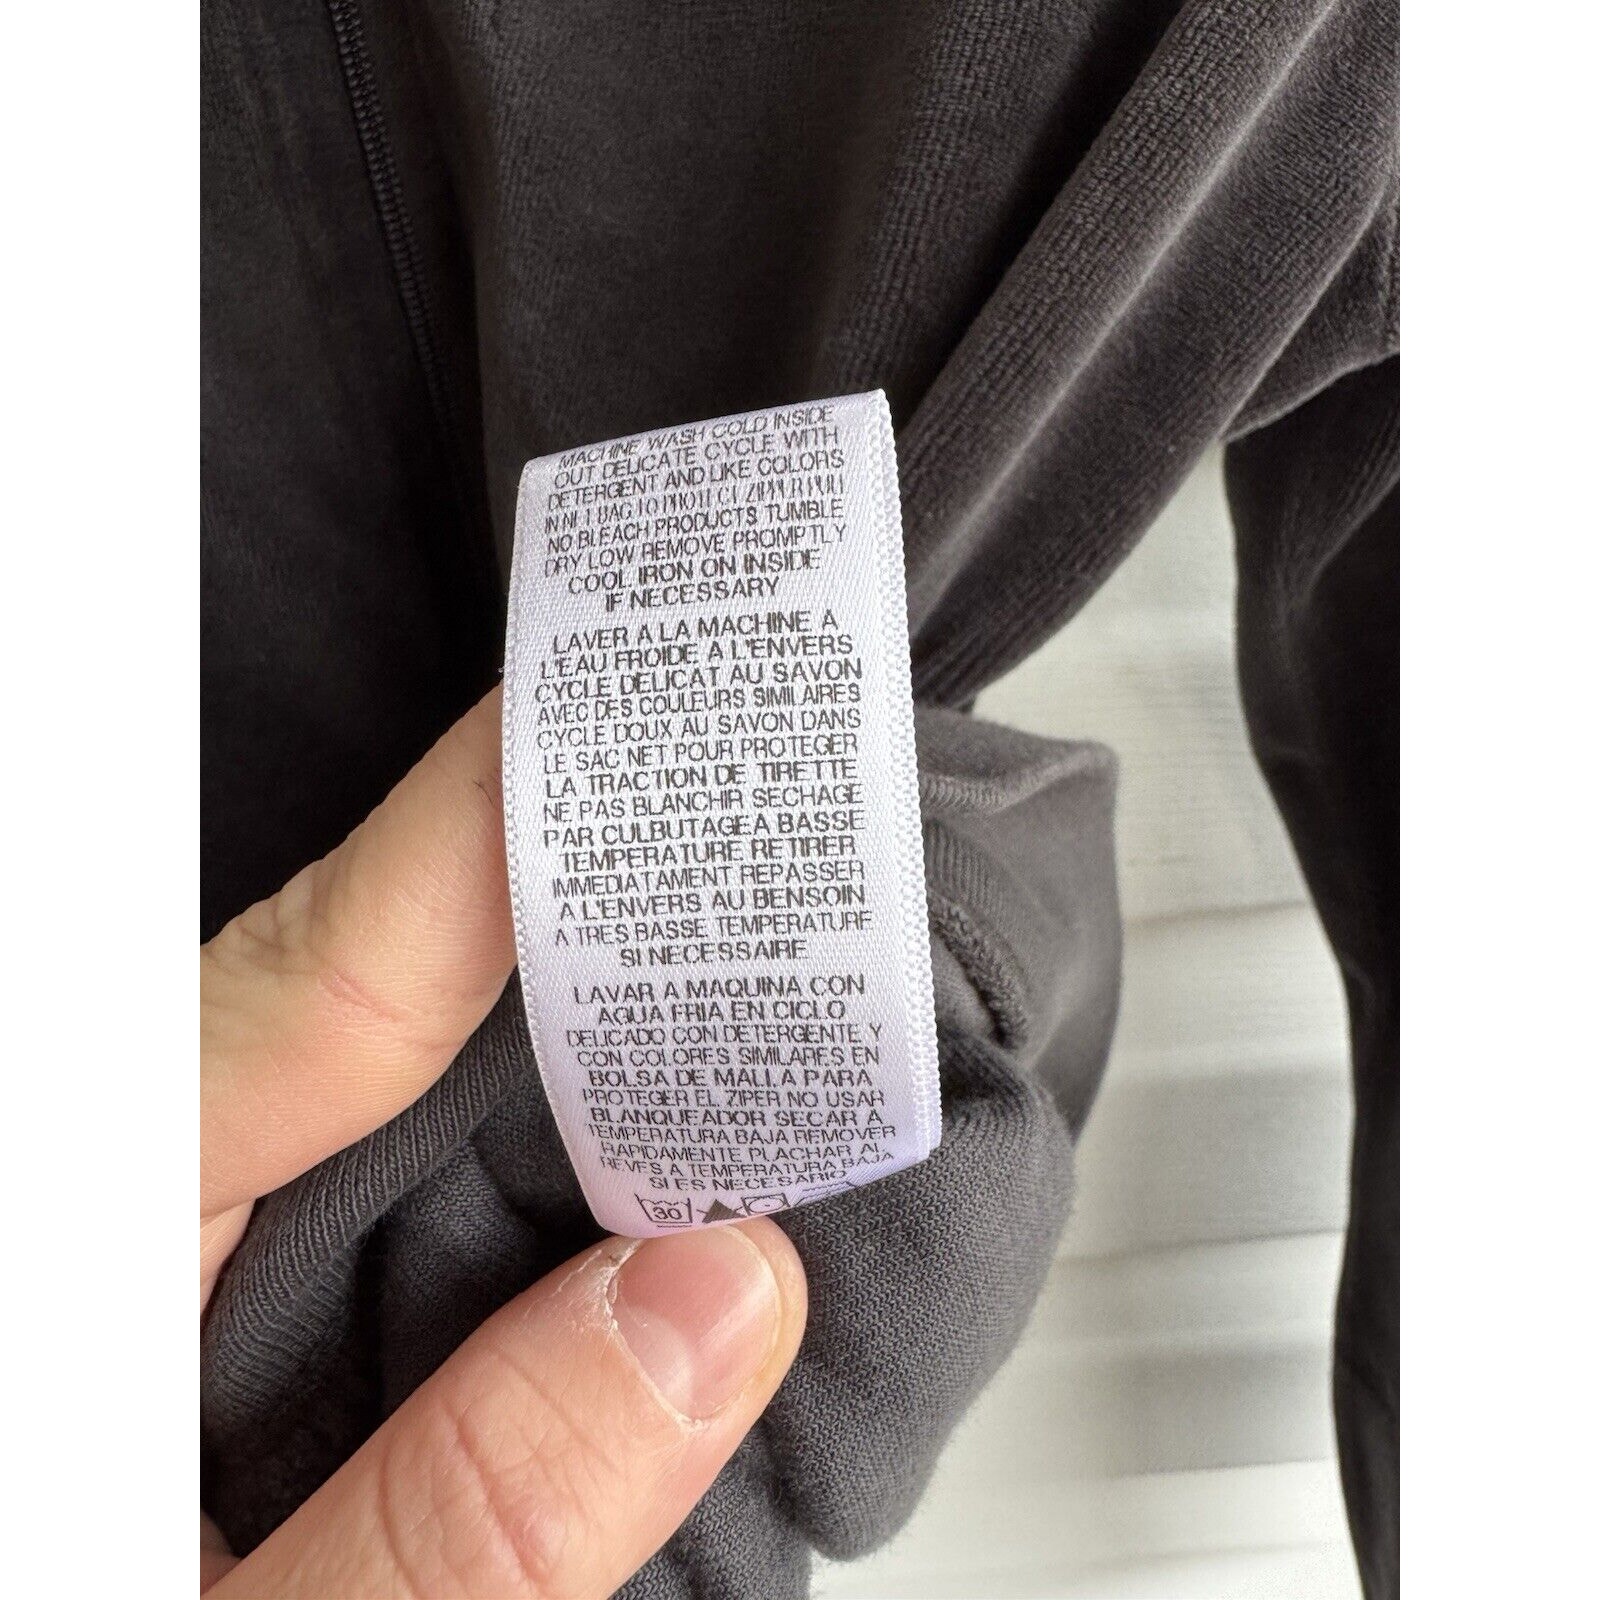 MACHINE WASH COLD INSIDE
OUT DELICATE CYCLE WITH
DETERGENT AND LIKE COLORS
IN NET BAG TO PROTECT ZIPPER PULL
NO BLEACH PRODUCTS TUMBLE
DRY LOW REMOVE PROMPTLY
COOL IRON ON INSIDE
IF NECESSARY
LAVER A LA MACHINE À
L'EAU FROIDE A L'ENVERS
CYCLE DELICAT AU SAVON
AVEC DES COULEURS SIMILAIRES
CYCLE DOUX AU SAVON DANS
LE SAC NET POUR PROTEGER
LA TRACTION DE TIRETTE
NE PAS BLANCHIR SECHAGE
PAR CULBUTAGE A BASSE
TEMPERATURE RETIRER
IMMEDIATAMENT REPASSER
A L'ENVERS AU BENSOIN
A TRES BASSE TEMPERATURE
SI NECESSAIRE
LAVAR A MAQUINA CON
AGUA FRIA EN CICLO
DELICADO CON DETERGENTE Y
CON COLORES SIMILARES EN
BOLSA DE MALLA PARA
PROTEGER EL ZIPER NO USAR
BLANQUEADOR SECAR A
TEMPERATURA BAJA REMOVER
RAPIDAMENTE PLACHAR AL
REVES A TEMPERATURA BAJA
SI ES NECESARIO
30